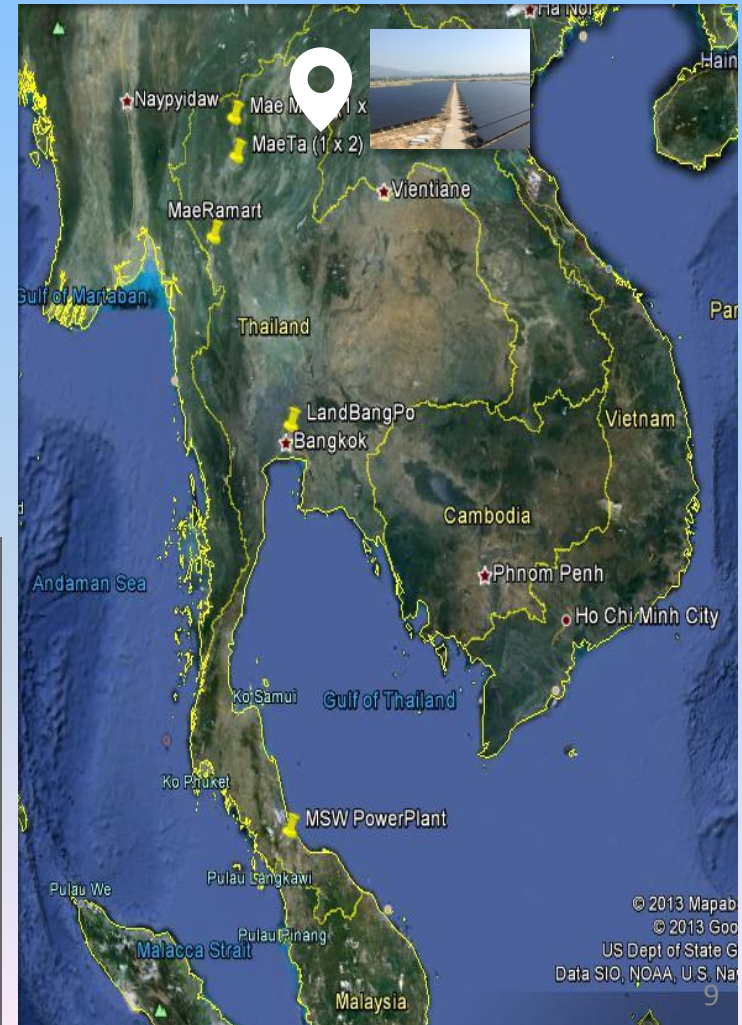 Ha Noi
Hain
Naypyidaw
Mae M (1 x
MaeTa (1 x 2)
Vientiane
MaeRamart
Gulf of Martaban
Par
Thailand
LandBangPo
Vietnam
Bangkok
Cambodia
Phnom Penh
Andaman Sea
Ho Chi Minh City
Ko Samui
Gulf of Thailand
Ko Phuket
MSW PowerPlant
Pulau Langkawi
Pulau We
© 2013 Mapab
© 2013 Goo
Pulau Pinang
US Dept of State G
Malacca Strait
Data SIO, NOAA, U.S. Nav
Malaysia
9